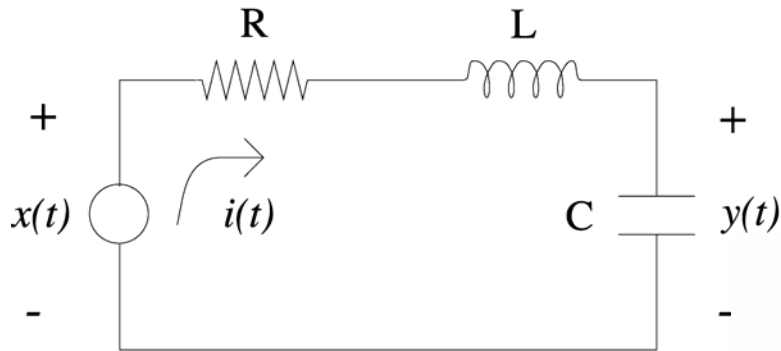 R L
+ +
x(t) i(t) C y(t)
- -